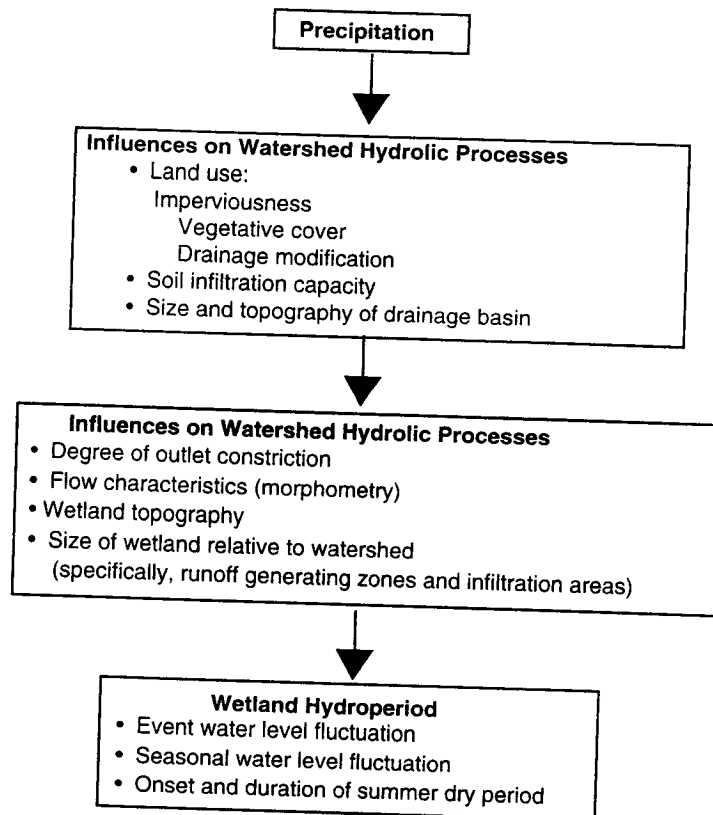 Precipitation
Influences on Watershed Hydrolic Processes
• Land use:
Imperviousness
Vegetative cover
Drainage modification
• Soil infiltration capacity
• Size and topography of drainage basin
Influences on Watershed Hydrolic Processes
• Degree of outlet constriction
• Flow characteristics (morphometry)
• Wetland topography
• Size of wetland relative to watershed
(specifically, runoff generating zones and infiltration areas)
Wetland Hydroperiod
• Event water level fluctuation
• Seasonal water level fluctuation
• Onset and duration of summer dry period